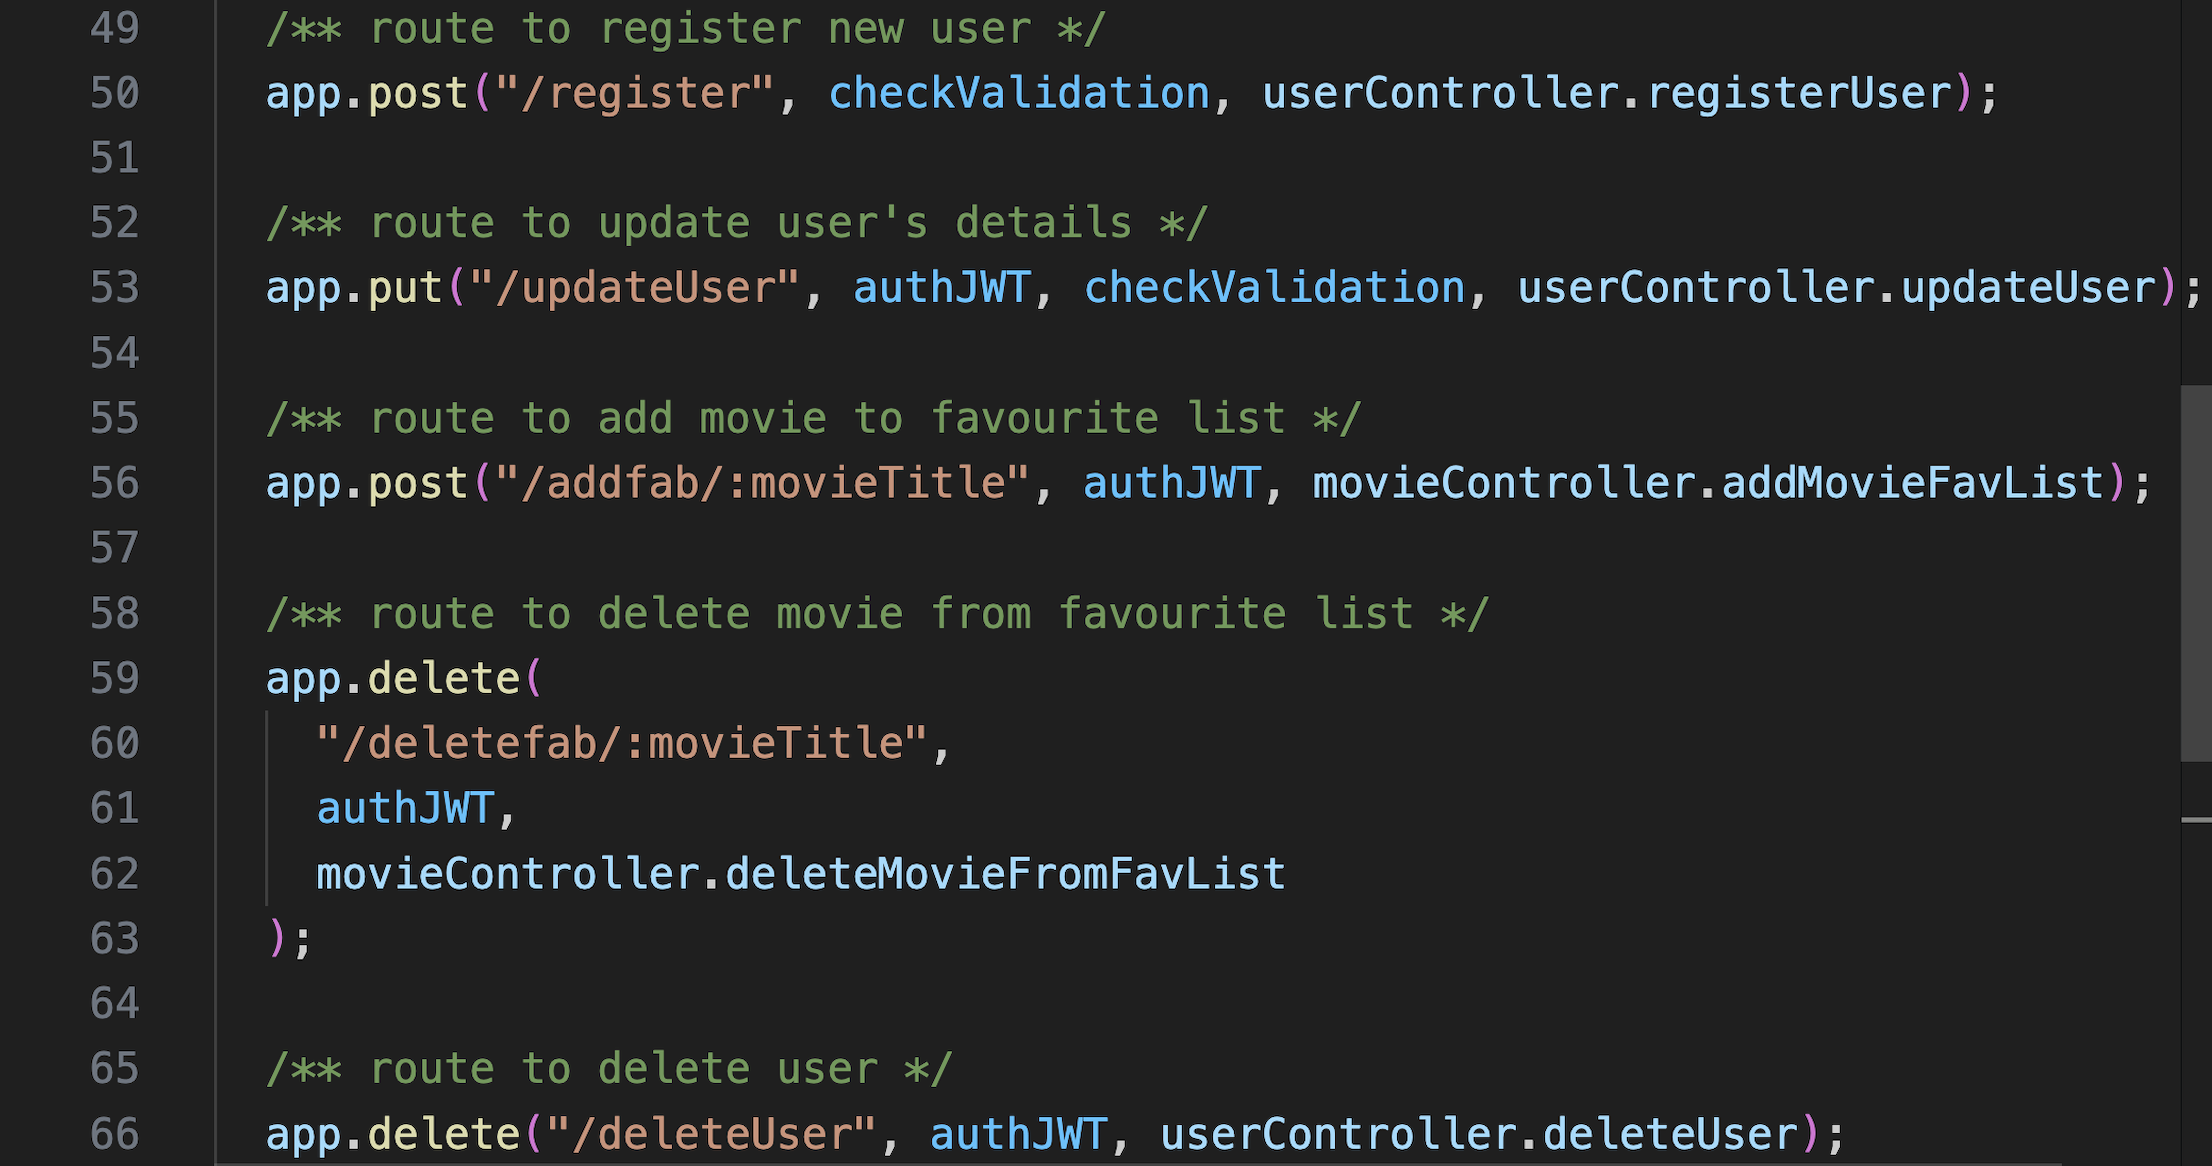 49 /** route to register new user */
50 app.post("/register", checkValidation, userController.registerUser);
51
52 /** route to update user's details */
53 app.put("/updateUser", authJWT, checkValidation, userController.updateUser);
54
55 /** route to add movie to favourite list */
56 app.post("/addfab/:movieTitle", authJWT, movieController.addMovieFavList);
57
58 /** route to delete movie from favourite list */
59 app.delete(
60 "/deletefab/:movieTitle",
61 authJWT,
62 movieController.deleteMovieFromFavList
63 );
64
65 /** route to delete user */
66 app.delete("/deleteUser", authJWT, userController.deleteUser);